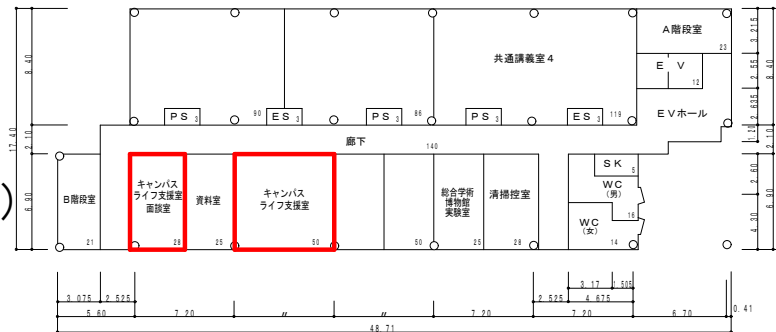 A階段室
23
3.215
共通講義室4
E V
12
2.55
8.40
8.40
PS 3
90
ES 3
86
PS 3
PS 3
ES 3
119
EVホール
2.635
1.20
17.40
2.10
廊下
140
2.10
SK
5
2.60
キャンパス
ライフ支援室
面談室
28
資料室
25
キャンパス
ライフ支援室
50
50
総合学術
博物館
実験室
25
清掃控室
28
WC
(男)
16
WC
(女)
14
B階段室
21
)
6.90
6.90
4.30
3.17
1.505
3.075
2.525
2.525
4.675
0.41
5.60
7.20
〃
〃
7.20
7.20
6.70
48.71